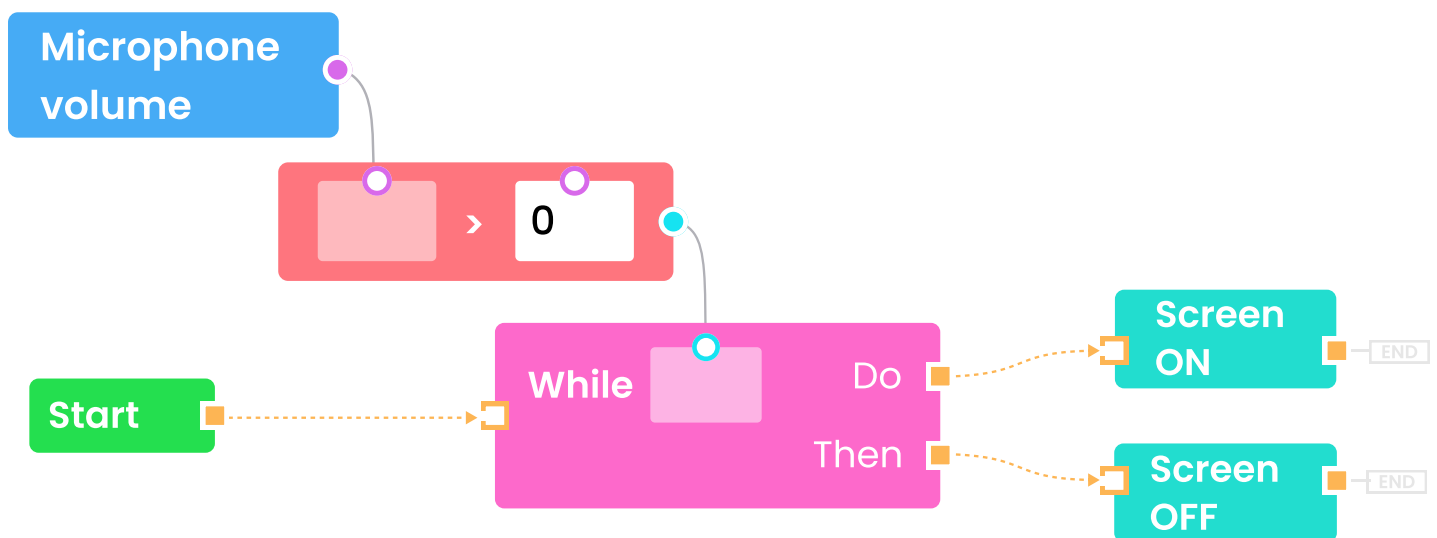 Microphone
volume
> 0
While
Do
Then
Start
Screen
ON
END
Screen
OFF
END